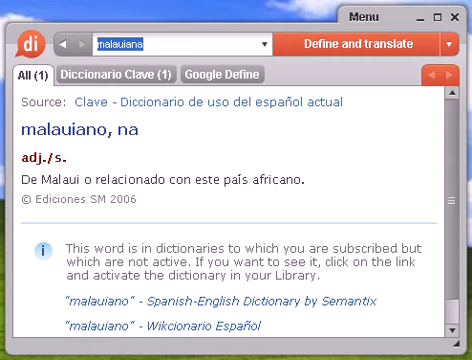 Menu
di
malauiana
Define and translate
All (1)
Diccionario Clave (1)
Google Define
Source: Clave - Diccionario de uso del español actual
malauiano, na
adj./s.
De Malaui o relacionado con este país africano.
© Ediciones SM 2006
i
This word is in dictionaries to which you are subscribed but
which are not active. If you want to see it, click on the link
and activate the dictionary in your Library.
"malauiano" - Spanish-English Dictionary by Semantix
"malauiano" - Wikcionario Español